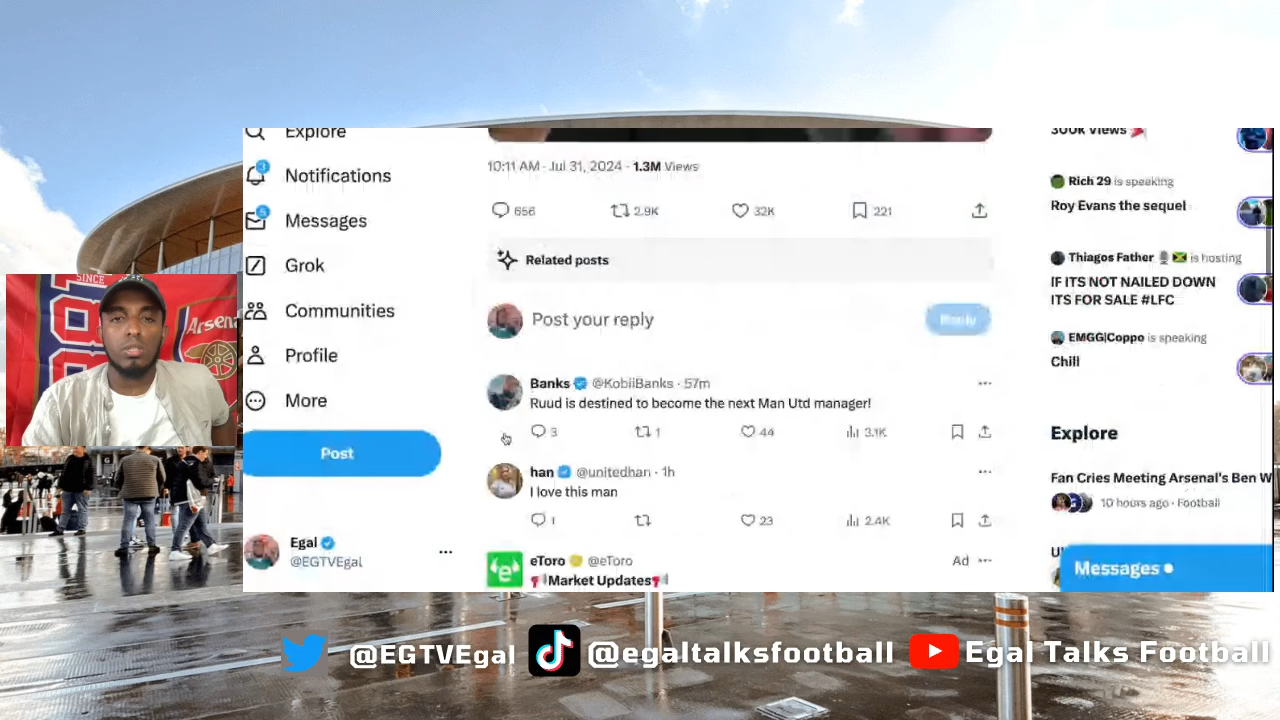 Explore
Notifications
Messages
Grok
Communities
Profile
More
Post
Egal
@EGTVEgal
10:11 AM · Jul 31, 2024 · 1.3M Views
656 2.9K 32K 221
Related posts
Post your reply
Reply
Banks @KobiiBanks · 57m
Ruud is destined to become the next Man Utd manager!
3 1 44 3.1K
han @unitedhan · 1h
I love this man
1 23 2.4K
eToro @eToro Ad
Market Updates
300k views
Rich 29 is speaking
Roy Evans the sequel
Thiagos Father is hosting
IF ITS NOT NAILED DOWN
ITS FOR SALE #LFC
EMGG|Coppo is speaking
Chill
Explore
Fan Cries Meeting Arsenal's Ben W
10 hours ago · Football
Messages
SINCE
Arsena
@EGTVEgal @egaltalksfootball Egal Talks Football